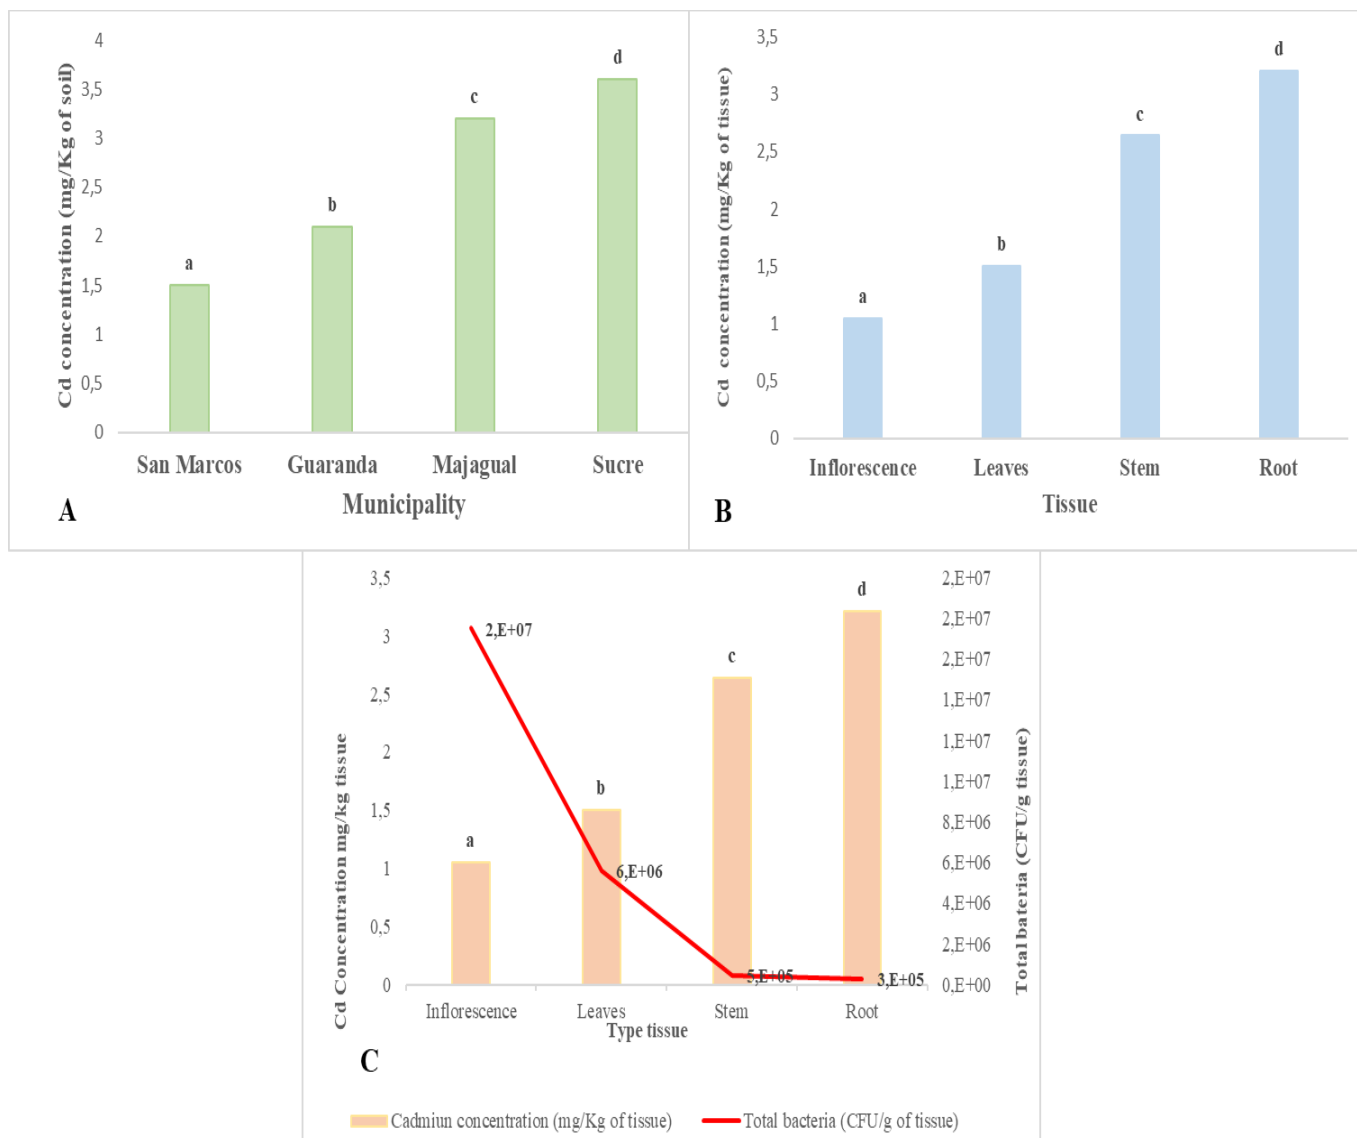 Cd concentration (mg/Kg of soil)
4
3,5
3
2,5
2
1,5
1
0,5
0
a
b
c
d
San Marcos
Guaranda
Majagual
Sucre
Municipality
A
Cd concentration (mg/Kg of tissue)
3,5
3
2,5
2
1,5
1
0,5
0
a
b
c
d
Inflorescence
Leaves
Stem
Root
Tissue
B
Cd Concentration mg/kg tissue
3,5
3
2,5
2
1,5
1
0,5
0
a
b
c
d
2,E+07
6,E+06
5,E+05
3,E+05
2,E+07
2,E+07
2,E+07
1,E+07
1,E+07
1,E+07
8,E+06
6,E+06
4,E+06
2,E+06
0,E+00
Total bateria (CFU/g tissue)
Inflorescence
Leaves
Stem
Root
Type tissue
C
Cadmiun concentration (mg/Kg of tissue)
Total bacteria (CFU/g of tissue)